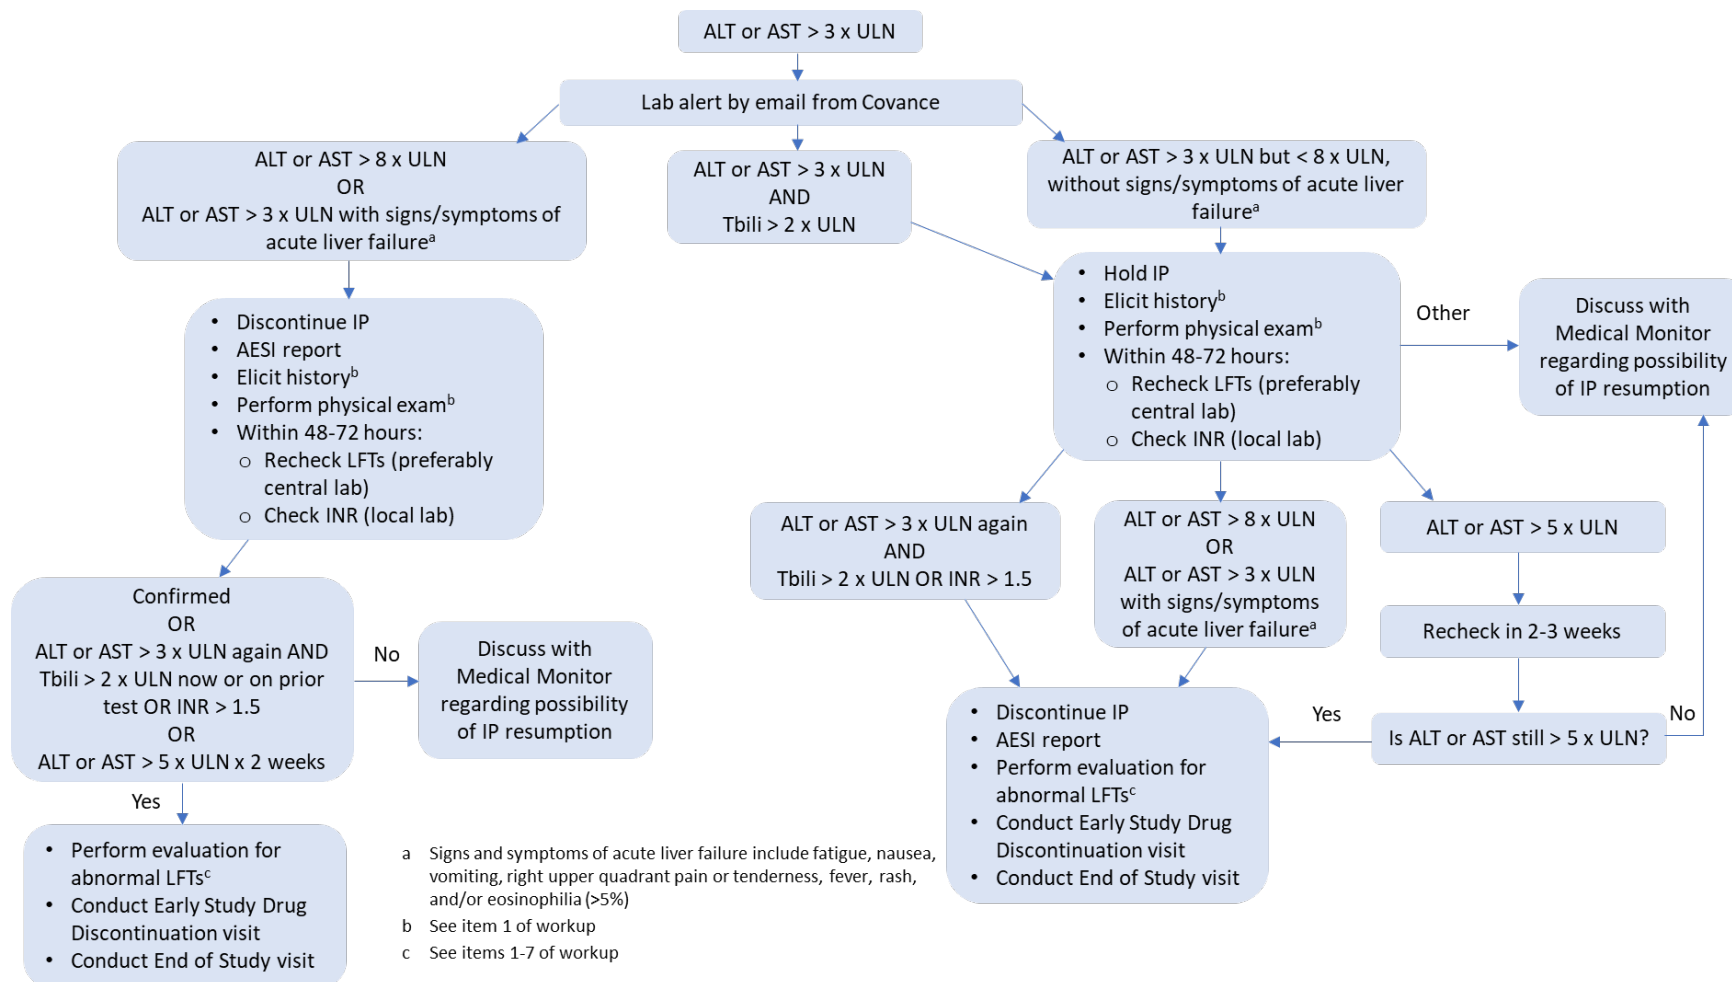 ALT or AST > 3 x ULN
Lab alert by email from Covance
ALT or AST > 8 x ULN
OR
ALT or AST > 3 x ULN with signs/symptoms of
acute liver failureᵃ
ALT or AST > 3 x ULN
AND
Tbili > 2 x ULN
ALT or AST > 3 x ULN but < 8 x ULN,
without signs/symptoms of acute liver
failureᵃ
• Discontinue IP
• AESI report
• Elicit historyᵇ
• Perform physical examᵇ
• Within 48-72 hours:
o Recheck LFTs (preferably
central lab)
o Check INR (local lab)
• Hold IP
• Elicit historyᵇ
• Perform physical examᵇ
• Within 48-72 hours:
o Recheck LFTs (preferably
central lab)
o Check INR (local lab)
Other
Discuss with
Medical Monitor
regarding possibility
of IP resumption
ALT or AST > 3 x ULN again
AND
Tbili > 2 x ULN OR INR > 1.5
ALT or AST > 8 x ULN
OR
ALT or AST > 3 x ULN
with signs/symptoms
of acute liver failureᵃ
ALT or AST > 5 x ULN
Recheck in 2-3 weeks
Is ALT or AST still > 5 x ULN?
No
Yes
Confirmed
OR
ALT or AST > 3 x ULN again AND
Tbili > 2 x ULN now or on prior
test OR INR > 1.5
OR
ALT or AST > 5 x ULN x 2 weeks
No
Discuss with
Medical Monitor
regarding possibility
of IP resumption
Yes
• Perform evaluation for
abnormal LFTsᶜ
• Conduct Early Study Drug
Discontinuation visit
• Conduct End of Study visit
• Discontinue IP
• AESI report
• Perform evaluation for
abnormal LFTsᶜ
• Conduct Early Study Drug
Discontinuation visit
• Conduct End of Study visit
a Signs and symptoms of acute liver failure include fatigue, nausea,
vomiting, right upper quadrant pain or tenderness, fever, rash,
and/or eosinophilia (>5%)
b See item 1 of workup
c See items 1-7 of workup